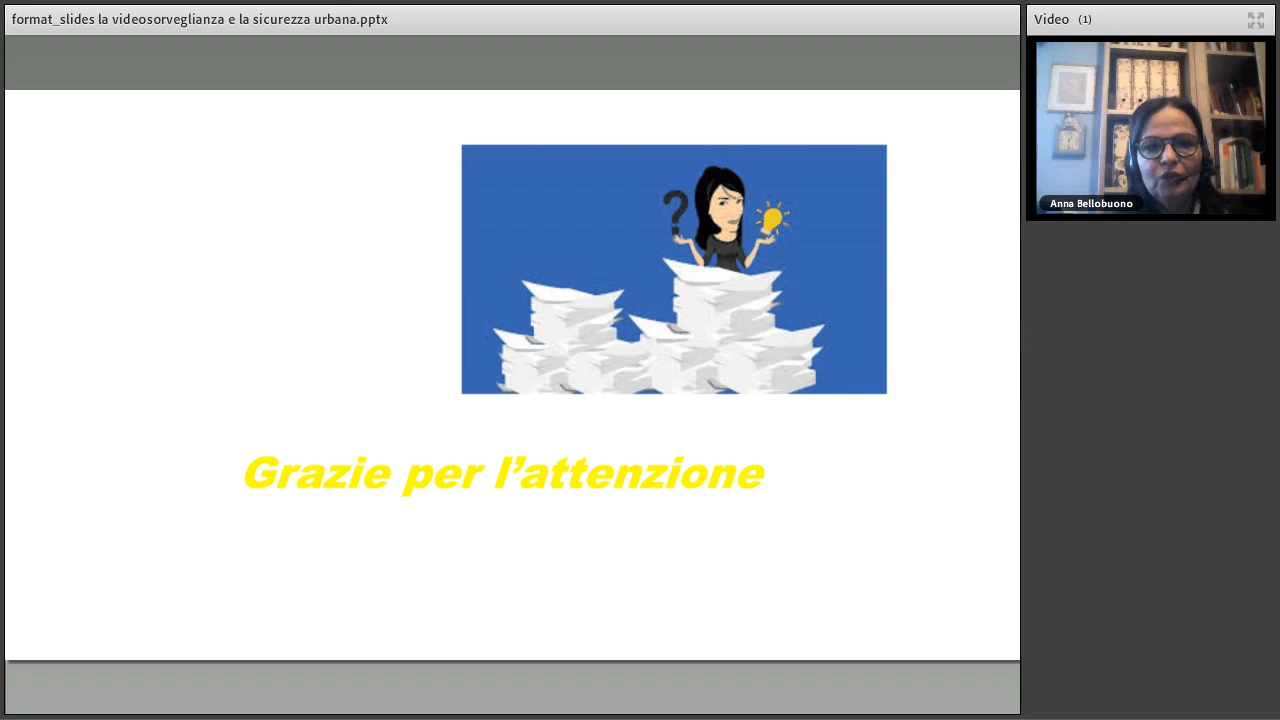 format_slides la videosorveglianza e la sicurezza urbana.pptx
Video (1)
Anna Bellobuono
?
Grazie per l’attenzione